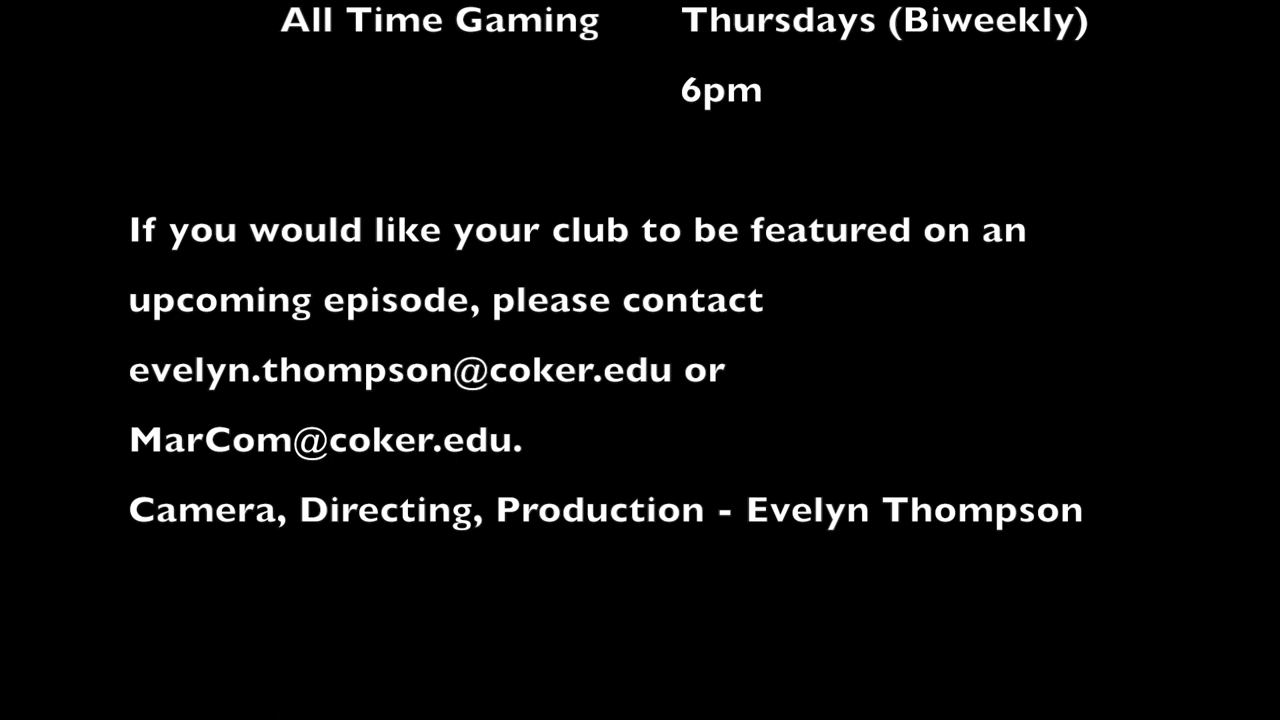 All Time Gaming Thursdays (Biweekly)
6pm
If you would like your club to be featured on an
upcoming episode, please contact
evelyn.thompson@coker.edu or
MarCom@coker.edu.
Camera, Directing, Production - Evelyn Thompson